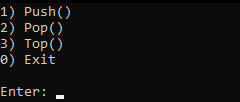 1) Push()
2) Pop()
3) Top()
0) Exit
Enter: